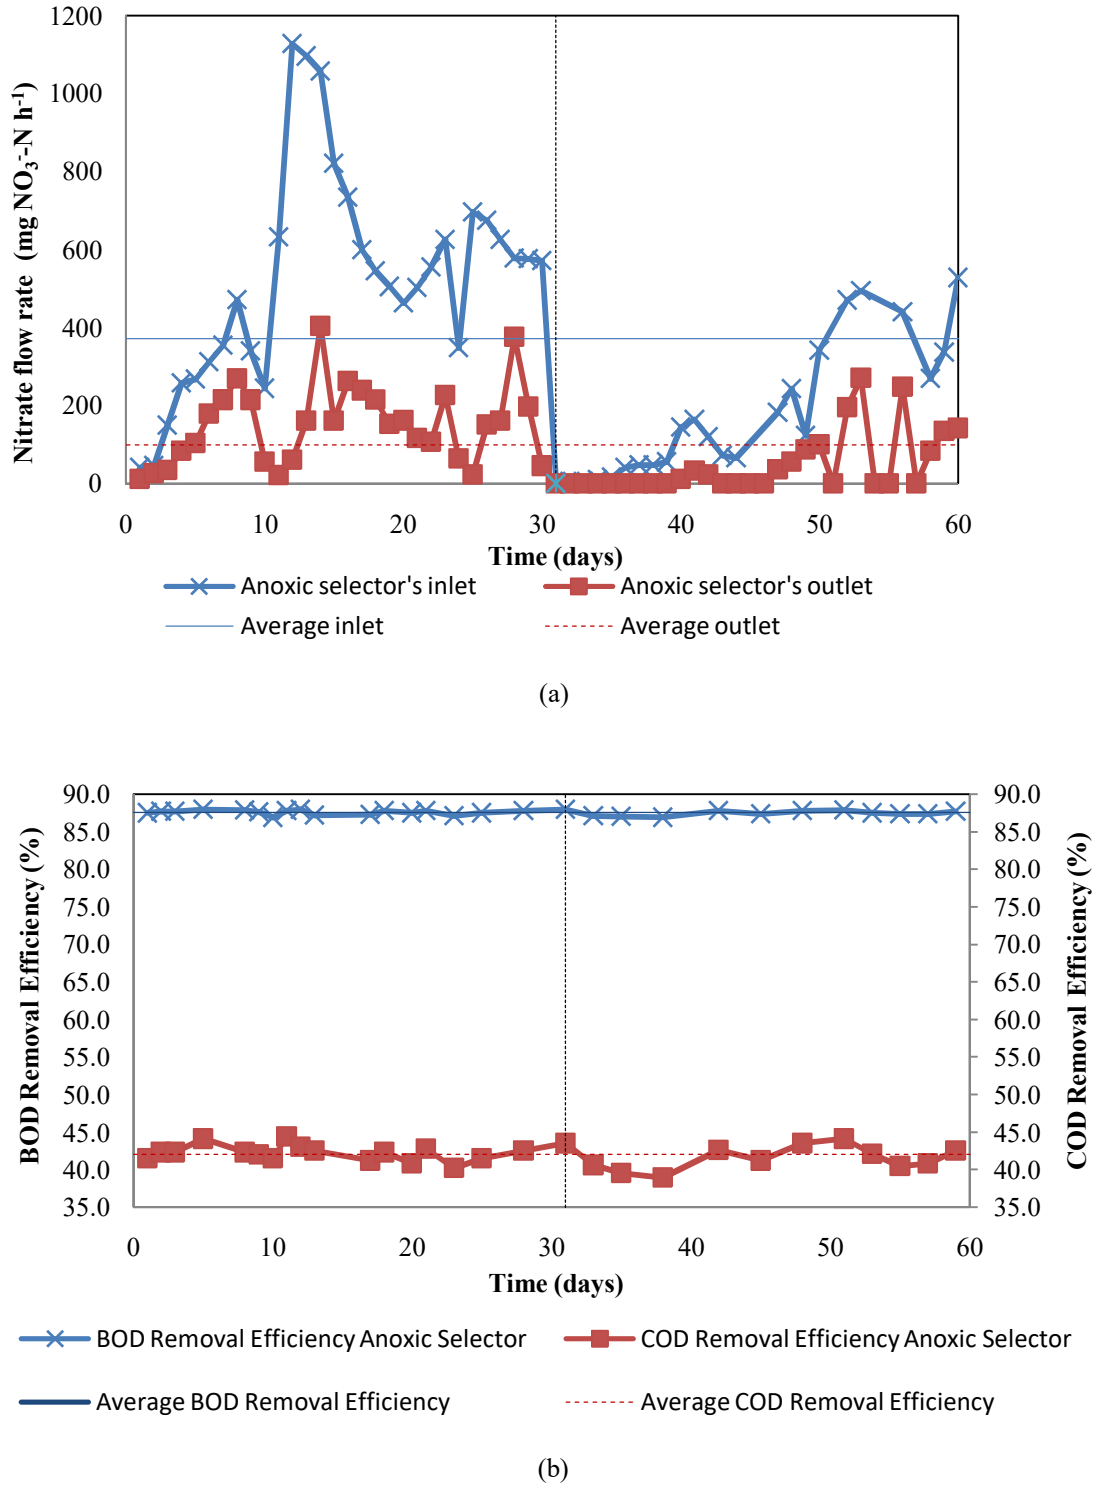 1200
1000
800
600
400
200
0
Nitrate flow rate (mg NO₃⁻-N h⁻¹)
0 10 20 30 40 50 60
Time (days)
Anoxic selector's inlet Anoxic selector's outlet
Average inlet Average outlet
(a)
90.0 90.0
85.0 85.0
80.0 80.0
75.0 75.0
70.0 70.0
65.0 65.0
60.0 60.0
55.0 55.0
50.0 50.0
45.0 45.0
40.0 40.0
35.0 35.0
BOD Removal Efficiency (%)
COD Removal Efficiency (%)
0 10 20 30 40 50 60
Time (days)
BOD Removal Efficiency Anoxic Selector COD Removal Efficiency Anoxic Selector
Average BOD Removal Efficiency Average COD Removal Efficiency
(b)